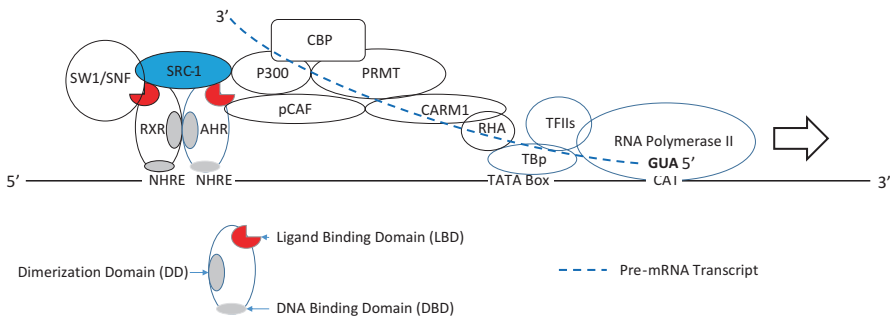 3’
CBP
SW1/SNF
SRC-1
P300
PRMT
pCAF
CARM1
RXR
AHR
RHA
TFIIs
RNA Polymerase II
TBp
GUA 5’
5’
NHRE
NHRE
TATA Box
CAT
3’
Ligand Binding Domain (LBD)
Dimerization Domain (DD)
Pre-mRNA Transcript
DNA Binding Domain (DBD)